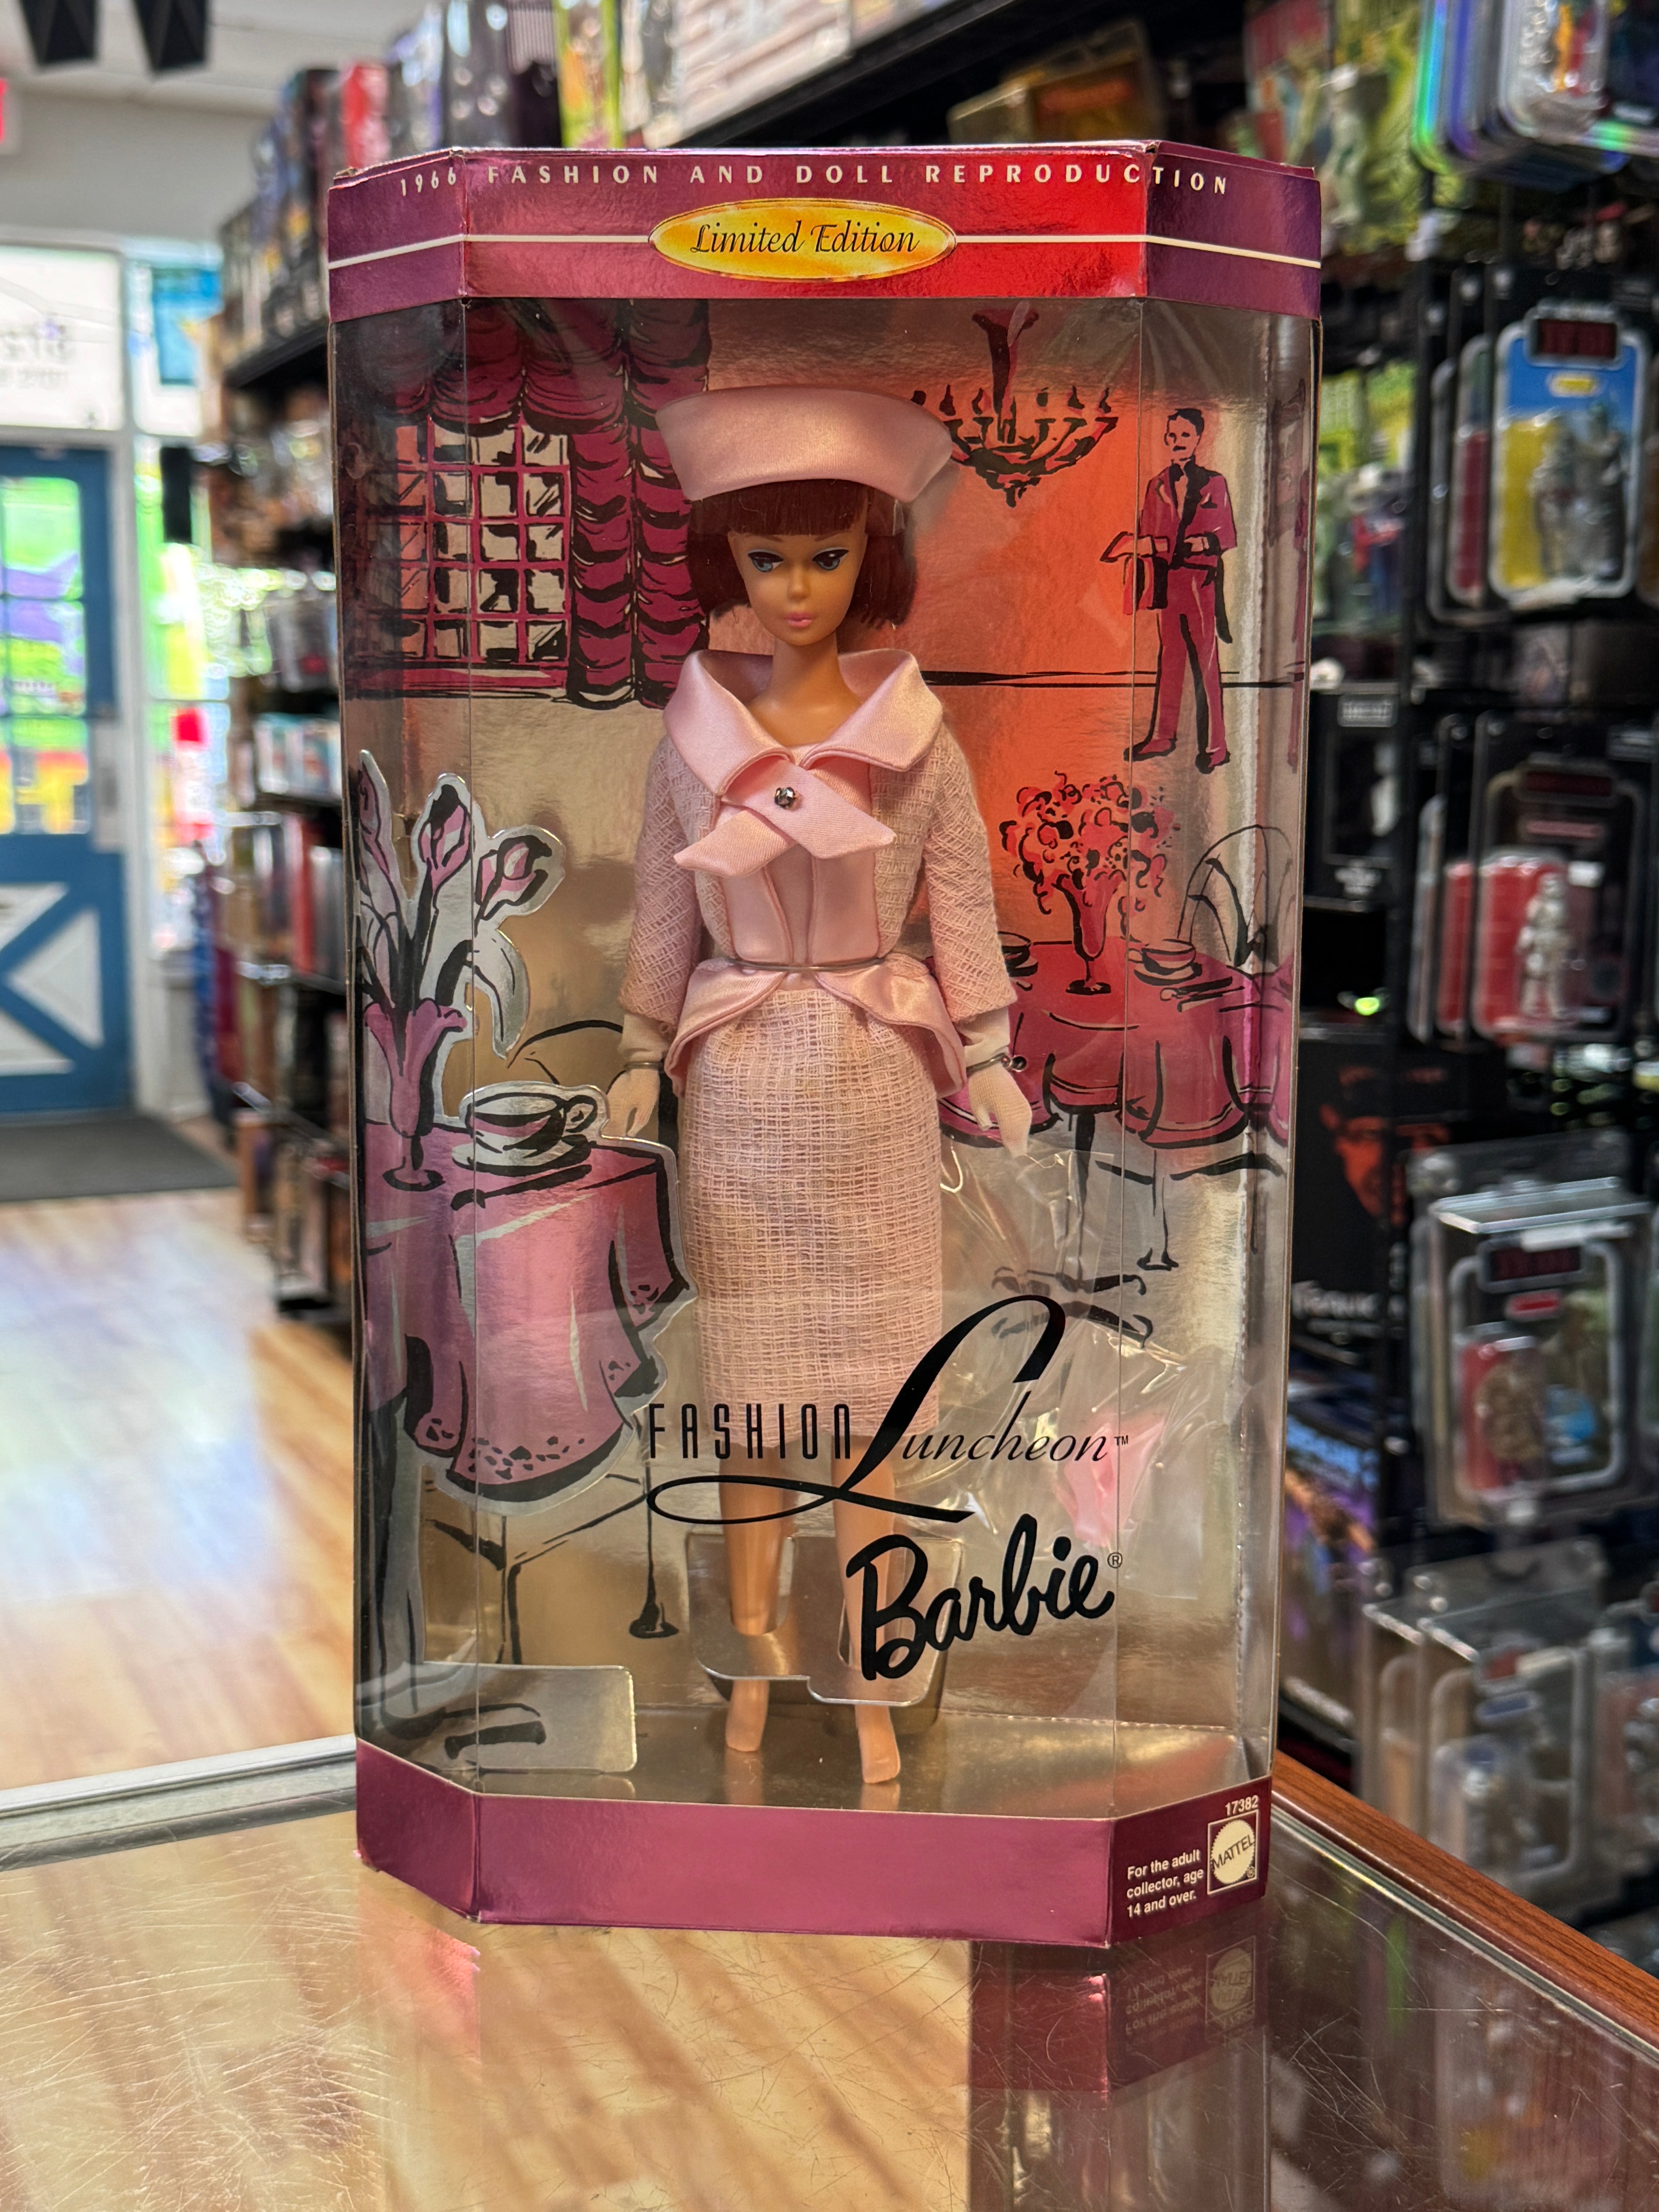 1966 FASHION AND DOLL REPRODUCTION
Limited Edition
FASHION Luncheon™
Barbie®
17382
For the adult
collector, age
14 and over.
MATTEL
®